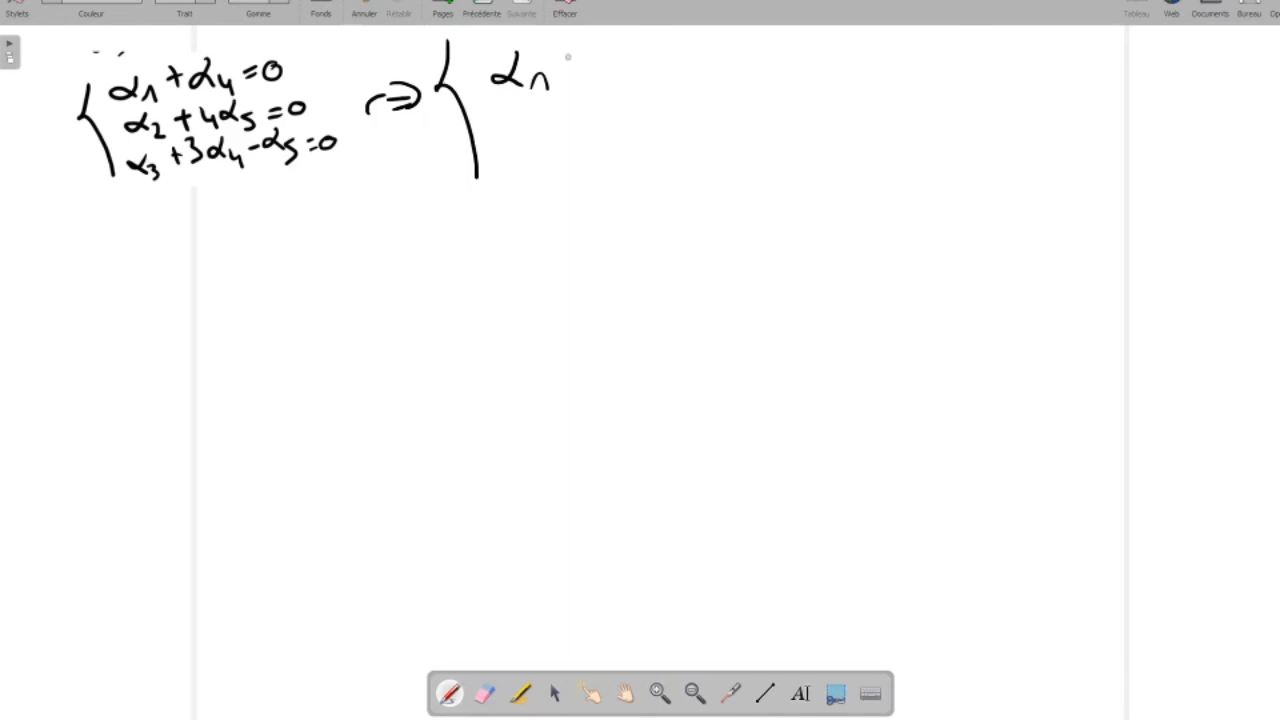 Stylets Couleur Trait Gomme Fonds Annuler Rétablir Pages Précédente Suivante Effacer Tableau Web Documents Bureau
α1 + α4 = 0
α2 + 4α5 = 0
α3 + 3α4 - α5 = 0
⇔
α1